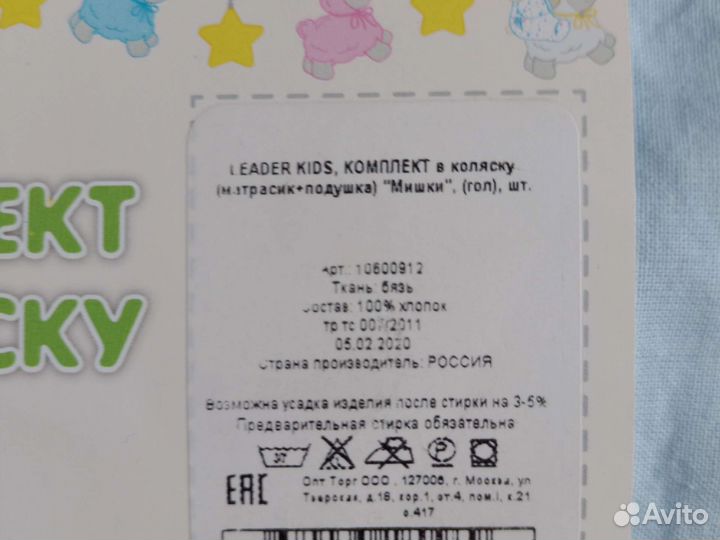 ЕКТ
СКУ
LEADER KIDS, КОМПЛЕКТ в коляску
(матрасик+подушка) "Мишки", (гол), шт.
Арт.: 10600912
Ткань: бязь
Состав: 100% хлопок
тр тс 007/2011
05.02.2020
Страна производитель: РОССИЯ
Возможна усадка изделия после стирки на 3-5%
Предварительная стирка обязательна
30
P
EAC
Опт Торг ООО , 127006, г. Москва, ул
Тверская, д.18, кор.1, эт.4, пом.I, к.21
о.417
Avito